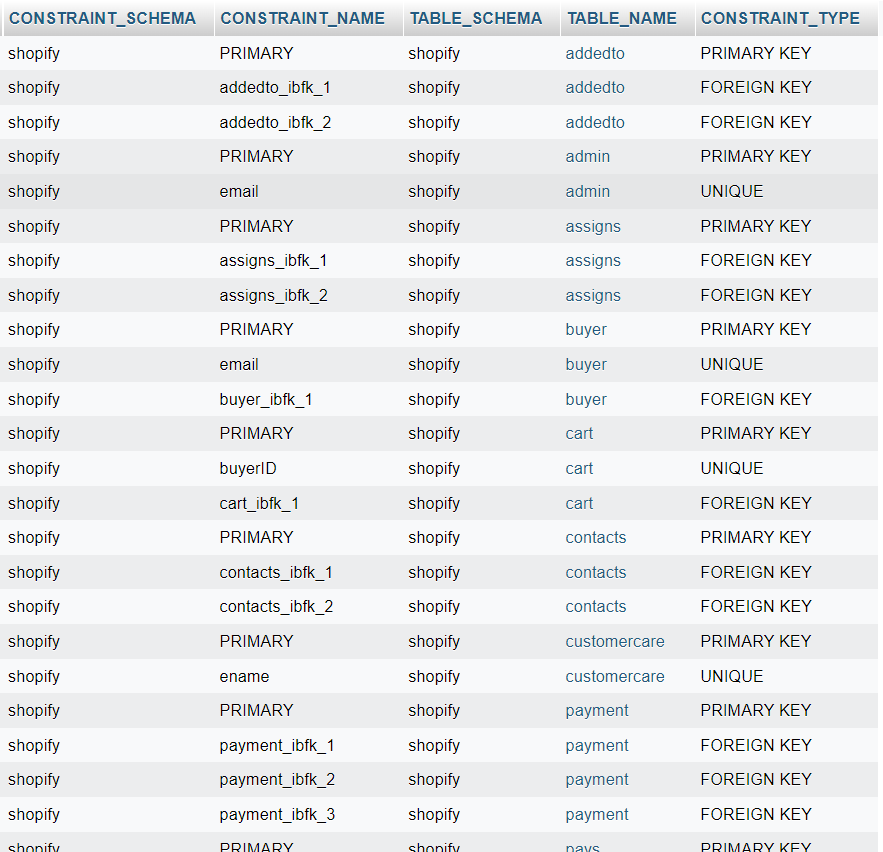 CONSTRAINT_SCHEMA CONSTRAINT_NAME TABLE_SCHEMA TABLE_NAME CONSTRAINT_TYPE
shopify PRIMARY shopify addedto PRIMARY KEY
shopify addedto_ibfk_1 shopify addedto FOREIGN KEY
shopify addedto_ibfk_2 shopify addedto FOREIGN KEY
shopify PRIMARY shopify admin PRIMARY KEY
shopify email shopify admin UNIQUE
shopify PRIMARY shopify assigns PRIMARY KEY
shopify assigns_ibfk_1 shopify assigns FOREIGN KEY
shopify assigns_ibfk_2 shopify assigns FOREIGN KEY
shopify PRIMARY shopify buyer PRIMARY KEY
shopify email shopify buyer UNIQUE
shopify buyer_ibfk_1 shopify buyer FOREIGN KEY
shopify PRIMARY shopify cart PRIMARY KEY
shopify buyerID shopify cart UNIQUE
shopify cart_ibfk_1 shopify cart FOREIGN KEY
shopify PRIMARY shopify contacts PRIMARY KEY
shopify contacts_ibfk_1 shopify contacts FOREIGN KEY
shopify contacts_ibfk_2 shopify contacts FOREIGN KEY
shopify PRIMARY shopify customercare PRIMARY KEY
shopify ename shopify customercare UNIQUE
shopify PRIMARY shopify payment PRIMARY KEY
shopify payment_ibfk_1 shopify payment FOREIGN KEY
shopify payment_ibfk_2 shopify payment FOREIGN KEY
shopify payment_ibfk_3 shopify payment FOREIGN KEY
shopify PRIMARY shopify pays PRIMARY KEY